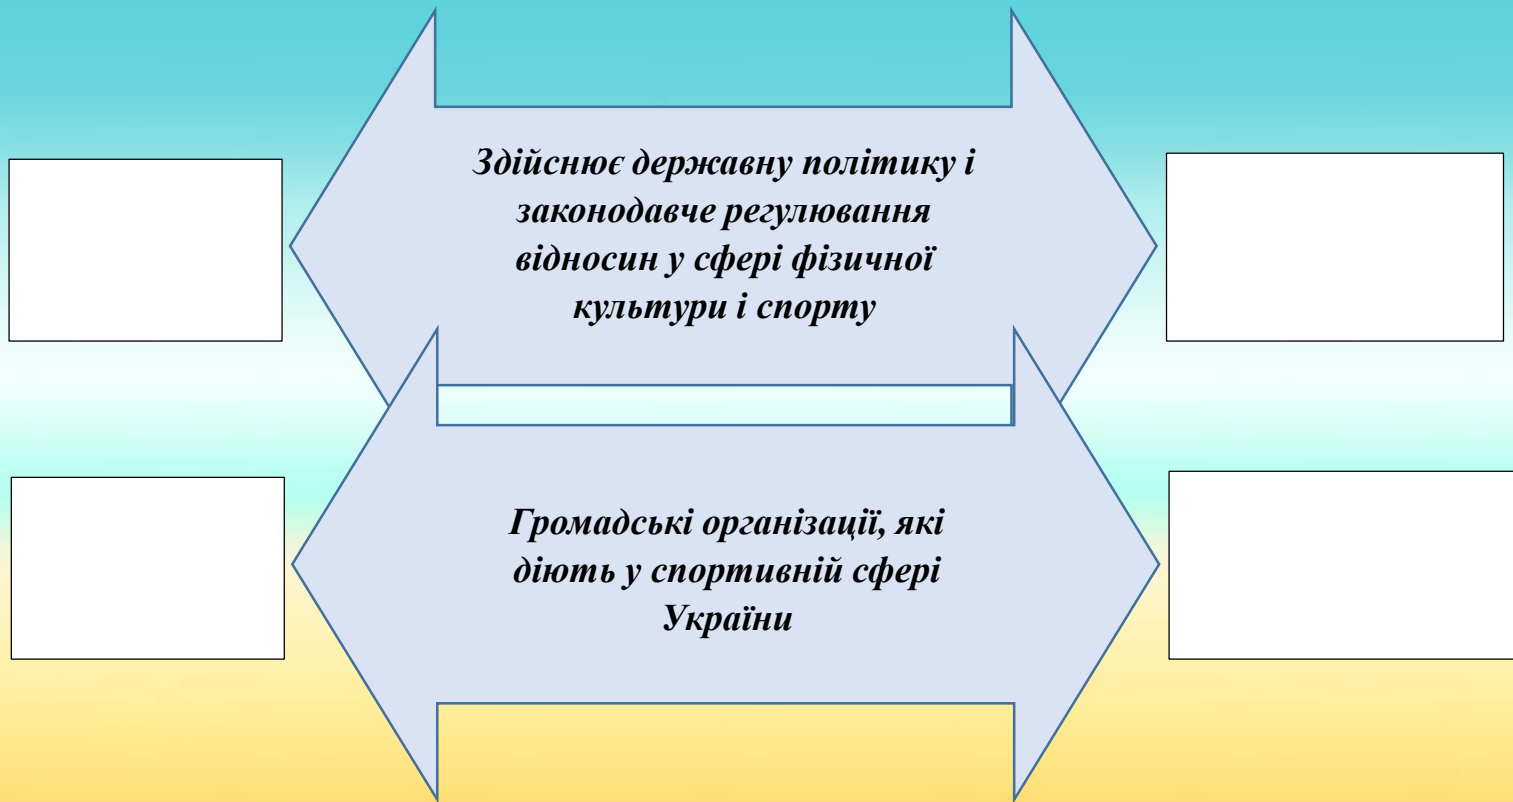 Здійснює державну політику і
законодавче регулювання
відносин у сфері фізичної
культури і спорту
Громадські організації, які
діють у спортивній сфері
України